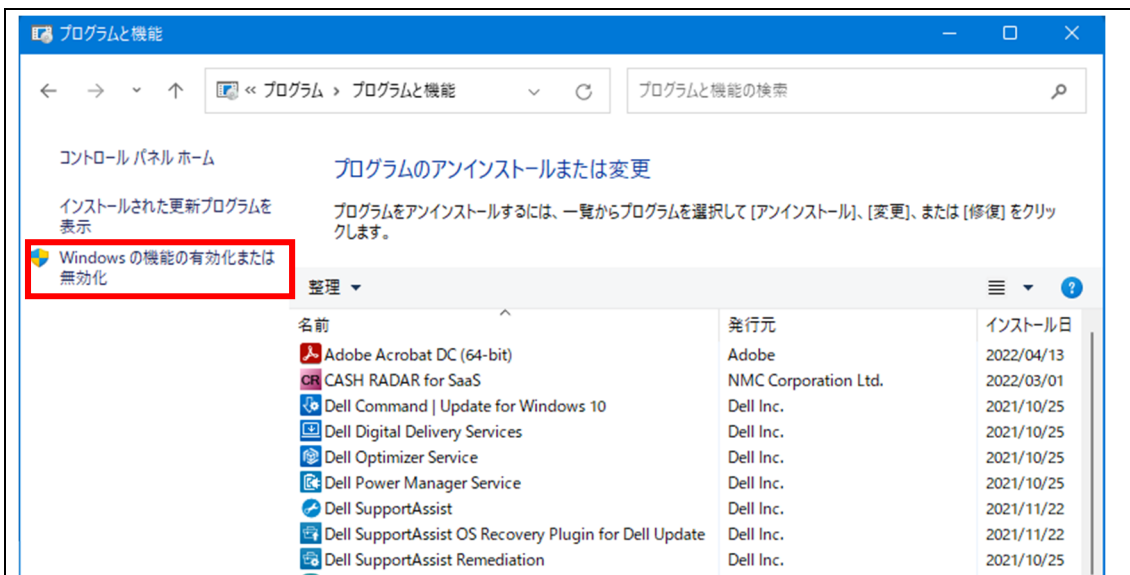 プログラムと機能
« プログラム › プログラムと機能
プログラムと機能の検索
コントロール パネル ホーム
インストールされた更新プログラムを
表示
Windows の機能の有効化または
無効化
プログラムのアンインストールまたは変更
プログラムをアンインストールするには、一覧からプログラムを選択して [アンインストール]、[変更]、または [修復] をクリッ
クします。
整理
名前 発行元 インストール日
Adobe Acrobat DC (64-bit) Adobe 2022/04/13
CR CASH RADAR for SaaS NMC Corporation Ltd. 2022/03/01
Dell Command | Update for Windows 10 Dell Inc. 2021/10/25
Dell Digital Delivery Services Dell Inc. 2021/10/25
Dell Optimizer Service Dell Inc. 2021/10/25
Dell Power Manager Service Dell Inc. 2021/10/25
Dell SupportAssist Dell Inc. 2021/11/22
Dell SupportAssist OS Recovery Plugin for Dell Update Dell Inc. 2021/11/22
Dell SupportAssist Remediation Dell Inc. 2021/10/25